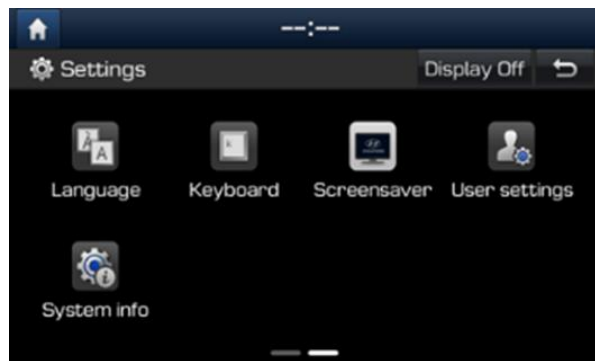 --:--
Settings
Display Off
Language Keyboard Screensaver User settings
System info